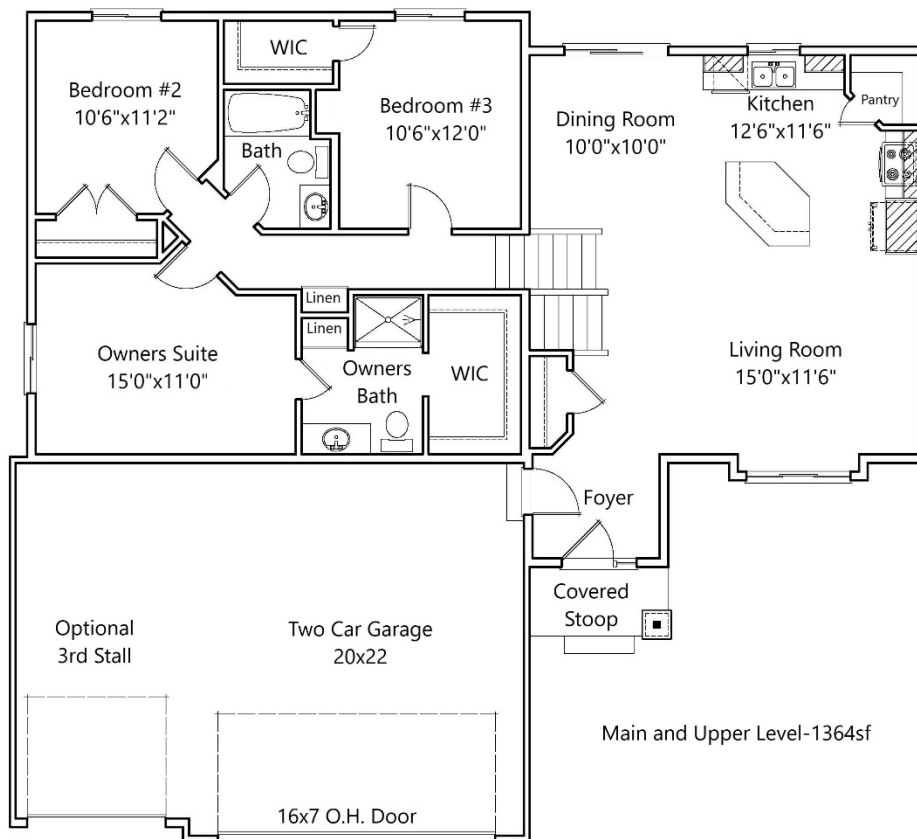 WIC
Bedroom #2
10'6"x11'2"
Bedroom #3
10'6"x12'0"
Bath
Dining Room
10'0"x10'0"
Kitchen
12'6"x11'6"
Pantry
Linen
Linen
Owners Suite
15'0"x11'0"
Owners
Bath
WIC
Living Room
15'0"x11'6"
Foyer
Covered
Stoop
Optional
3rd Stall
Two Car Garage
20x22
Main and Upper Level-1364sf
16x7 O.H. Door